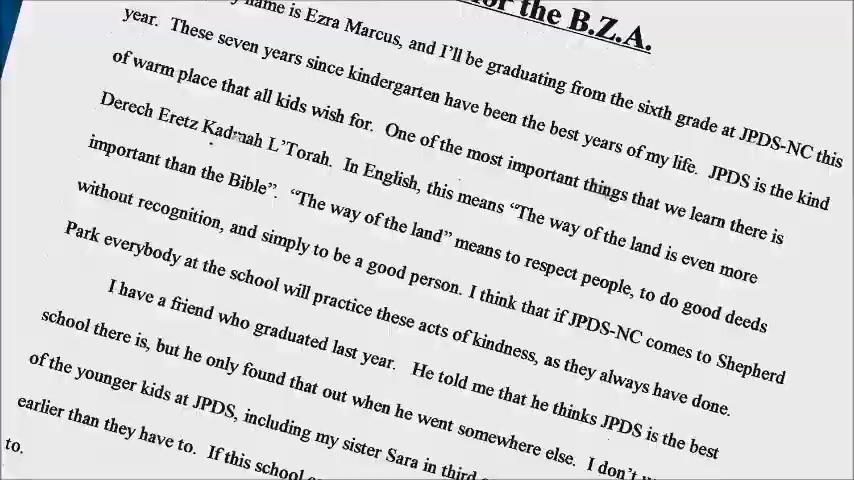 for the B.Z.A.
name is Ezra Marcus, and I'll be graduating from the sixth grade at JPDS-NC this
year. These seven years since kindergarten have been the best years of my life. JPDS is the kind
of warm place that all kids wish for. One of the most important things that we learn there is
Derech Eretz Kadmah L'Torah. In English, this means “The way of the land is even more
important than the Bible”. “The way of the land” means to respect people, to do good deeds
without recognition, and simply to be a good person. I think that if JPDS-NC comes to Shepherd
Park everybody at the school will practice these acts of kindness, as they always have done.
I have a friend who graduated last year. He told me that he thinks JPDS is the best
school there is, but he only found that out when he went somewhere else. I don't
of the younger kids at JPDS, including my sister Sara in third
earlier than they have to. If this school
to.